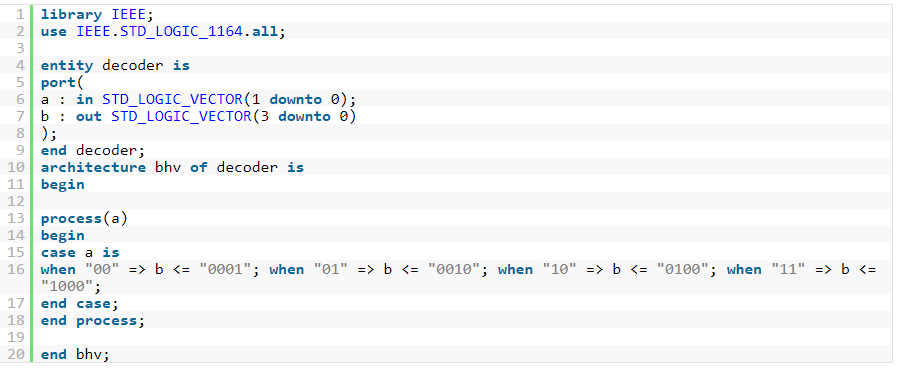 1 library IEEE;
2 use IEEE.STD_LOGIC_1164.all;
3
4 entity decoder is
5 port(
6 a : in STD_LOGIC_VECTOR(1 downto 0);
7 b : out STD_LOGIC_VECTOR(3 downto 0)
8 );
9 end decoder;
10 architecture bhv of decoder is
11 begin
12
13 process(a)
14 begin
15 case a is
16 when "00" => b <= "0001"; when "01" => b <= "0010"; when "10" => b <= "0100"; when "11" => b <=
"1000";
17 end case;
18 end process;
19
20 end bhv;